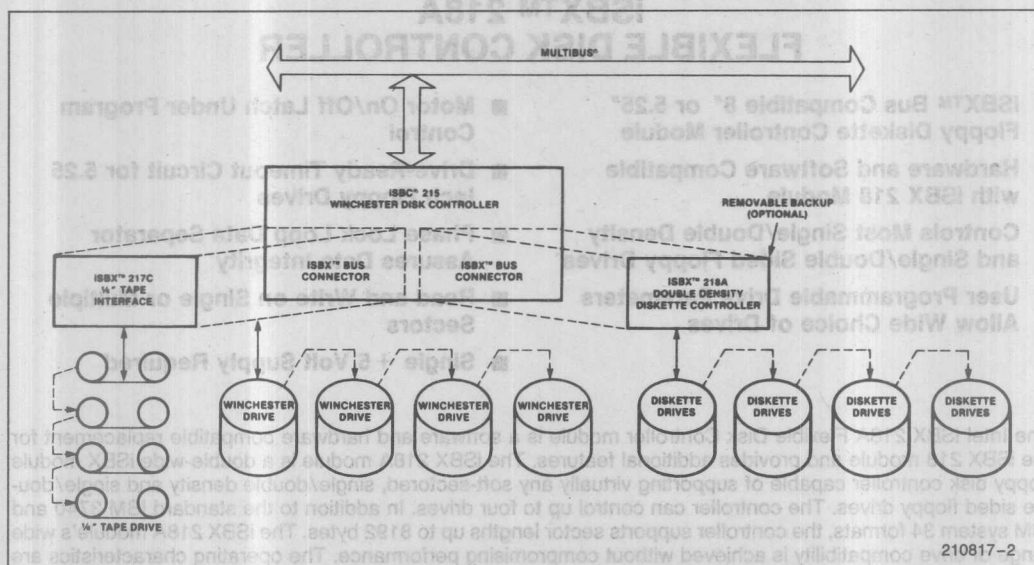 MULTIBUS®
iSBC® 215
WINCHESTER DISK CONTROLLER
REMOVABLE BACKUP
(OPTIONAL)
iSBX™ 217C
¼" TAPE
INTERFACE
iSBX™ BUS
CONNECTOR
iSBX™ BUS
CONNECTOR
iSBX™ 218A
DOUBLE DENSITY
DISKETTE CONTROLLER
WINCHESTER
DRIVE
WINCHESTER
DRIVE
WINCHESTER
DRIVE
WINCHESTER
DRIVE
DISKETTE
DRIVES
DISKETTE
DRIVES
DISKETTE
DRIVES
DISKETTE
DRIVES
¼" TAPE DRIVE
210817–2